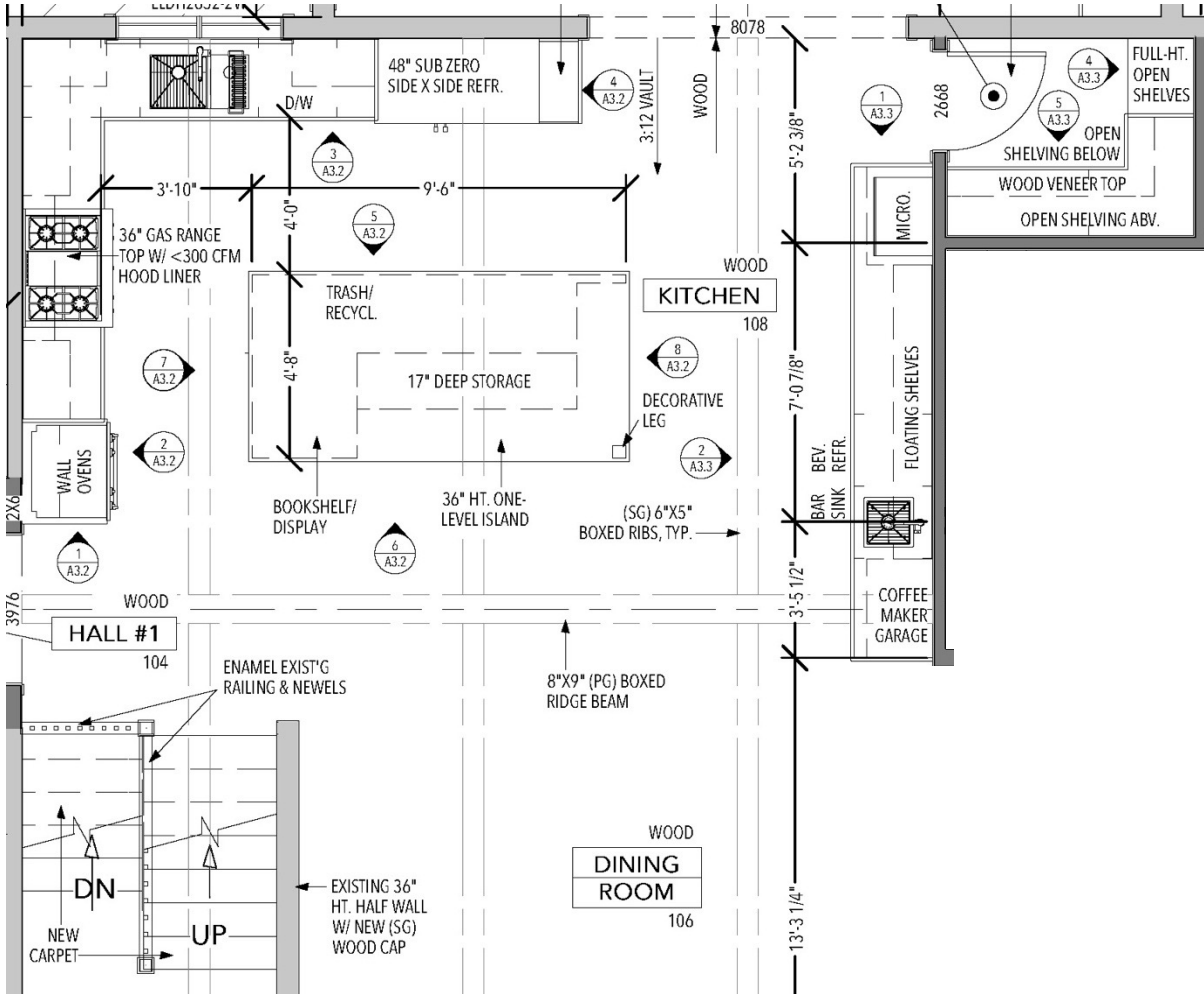 8078
48" SUB ZERO
SIDE X SIDE REFR.
4
A3.2
3:12 VAULT
WOOD
5'-2 3/8"
1
A3.3
2668
4
A3.3
FULL-HT.
OPEN
SHELVES
5
A3.3
OPEN
SHELVING BELOW
WOOD VENEER TOP
OPEN SHELVING ABV.
MICRO.
D/W
3
A3.2
3'-10"
9'-6"
4'-0"
5
A3.2
36" GAS RANGE
TOP W/ <300 CFM
HOOD LINER
TRASH/
RECYCL.
WOOD
KITCHEN
108
7
A3.2
4'-8"
17" DEEP STORAGE
8
A3.2
7'-0 7/8"
FLOATING SHELVES
DECORATIVE
LEG
2
A3.2
WALL
OVENS
2
A3.3
BEV.
REFR.
BAR
SINK
2X6
BOOKSHELF/
DISPLAY
36" HT. ONE-
LEVEL ISLAND
(SG) 6"X5"
BOXED RIBS, TYP.
1
A3.2
6
A3.2
3'-5 1/2"
COFFEE
MAKER
GARAGE
3976
WOOD
HALL #1
104
ENAMEL EXIST'G
RAILING & NEWELS
8"X9" (PG) BOXED
RIDGE BEAM
WOOD
DINING
ROOM
106
DN
UP
NEW
CARPET
EXISTING 36"
HT. HALF WALL
W/ NEW (SG)
WOOD CAP
13'-3 1/4"